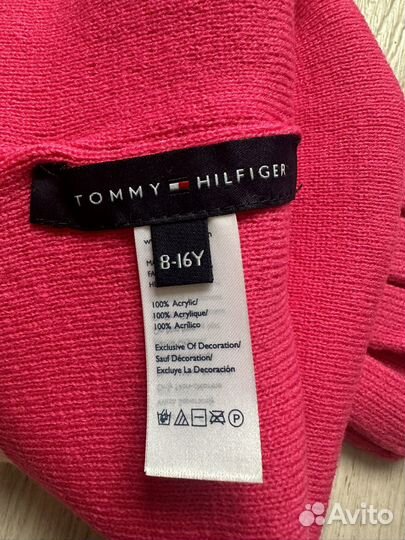 TOMMY HILFIGER
8-16Y
100% Acrylic/
100% Acrylique/
100% Acrílico
Exclusive Of Decoration/
Sauf Décoration/
Excluye La Decoración
Avito